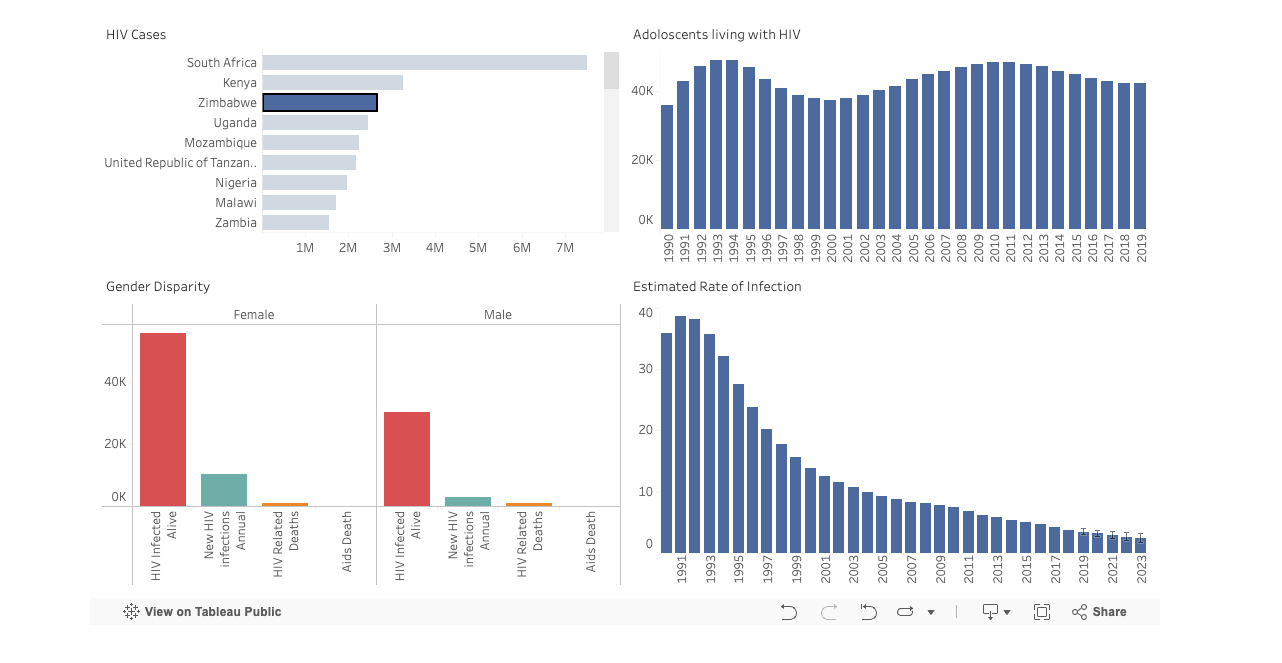 HIV Cases
South Africa
Kenya
Zimbabwe
Uganda
Mozambique
United Republic of Tanzan..
Nigeria
Malawi
Zambia
1M 2M 3M 4M 5M 6M 7M
Adoloscents living with HIV
40K
20K
0K
1990 1991 1992 1993 1994 1995 1996 1997 1998 1999 2000 2001 2002 2003 2004 2005 2006 2007 2008 2009 2010 2011 2012 2013 2014 2015 2016 2017 2018 2019
Gender Disparity
Female Male
40K
20K
0K
HIV Infected
Alive
New HIV
infections
Annual
HIV Related
Deaths
Aids Death
HIV Infected
Alive
New HIV
infections
Annual
HIV Related
Deaths
Aids Death
Estimated Rate of Infection
40
30
20
10
0
1991 1993 1995 1997 1999 2001 2003 2005 2007 2009 2011 2013 2015 2017 2019 2021 2023
View on Tableau Public
Share